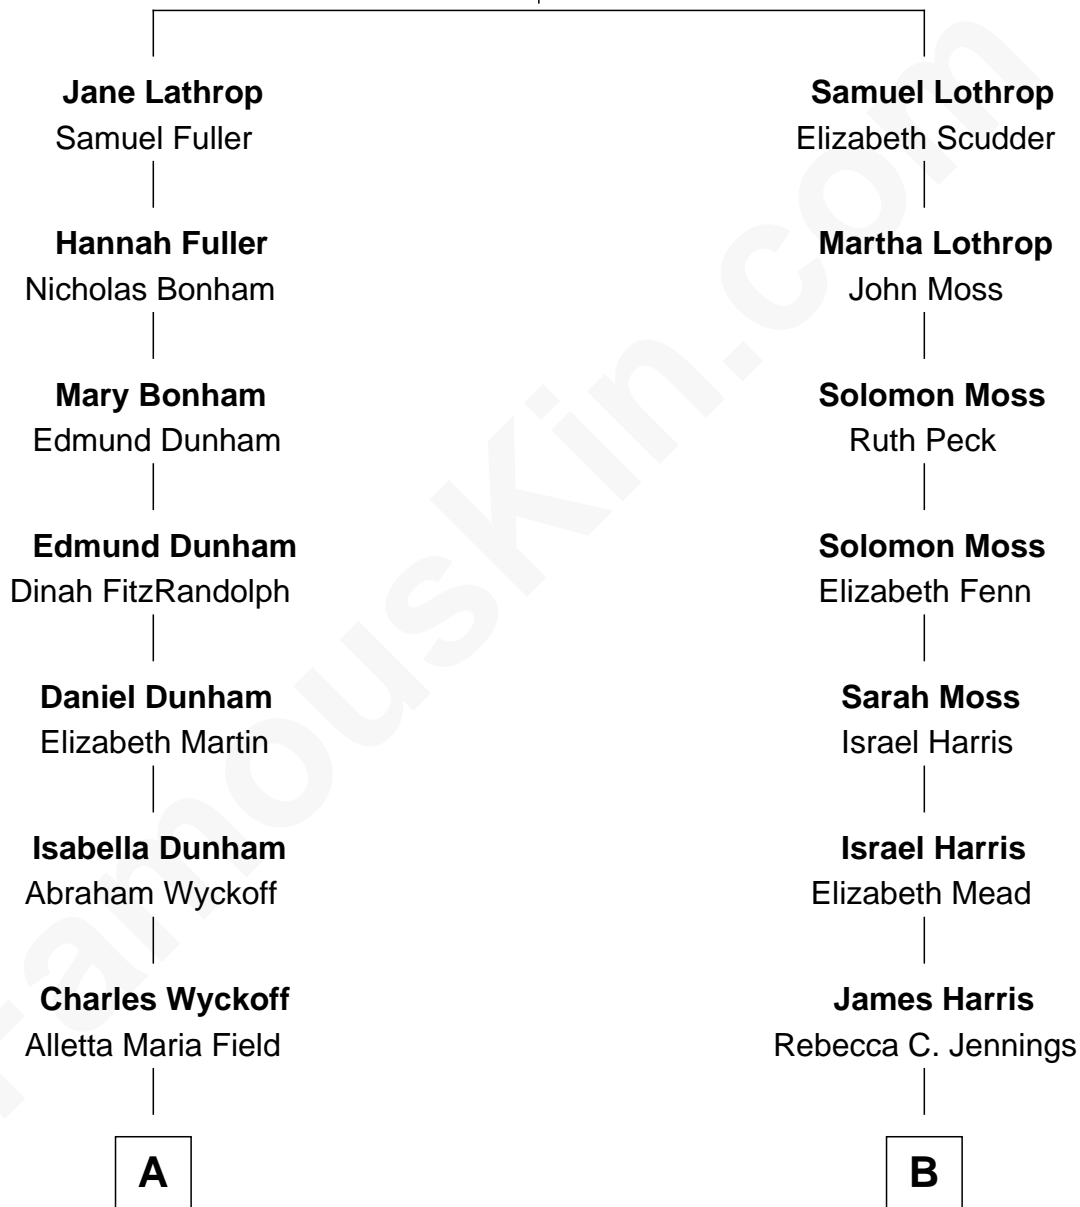 Jane Lathrop
Samuel Fuller
Hannah Fuller
Nicholas Bonham
Mary Bonham
Edmund Dunham
Edmund Dunham
Dinah FitzRandolph
Daniel Dunham
Elizabeth Martin
Isabella Dunham
Abraham Wyckoff
Charles Wyckoff
Alletta Maria Field
A
Samuel Lothrop
Elizabeth Scudder
Martha Lothrop
John Moss
Solomon Moss
Ruth Peck
Solomon Moss
Elizabeth Fenn
Sarah Moss
Israel Harris
Israel Harris
Elizabeth Mead
James Harris
Rebecca C. Jennings
B
FamousKin.com